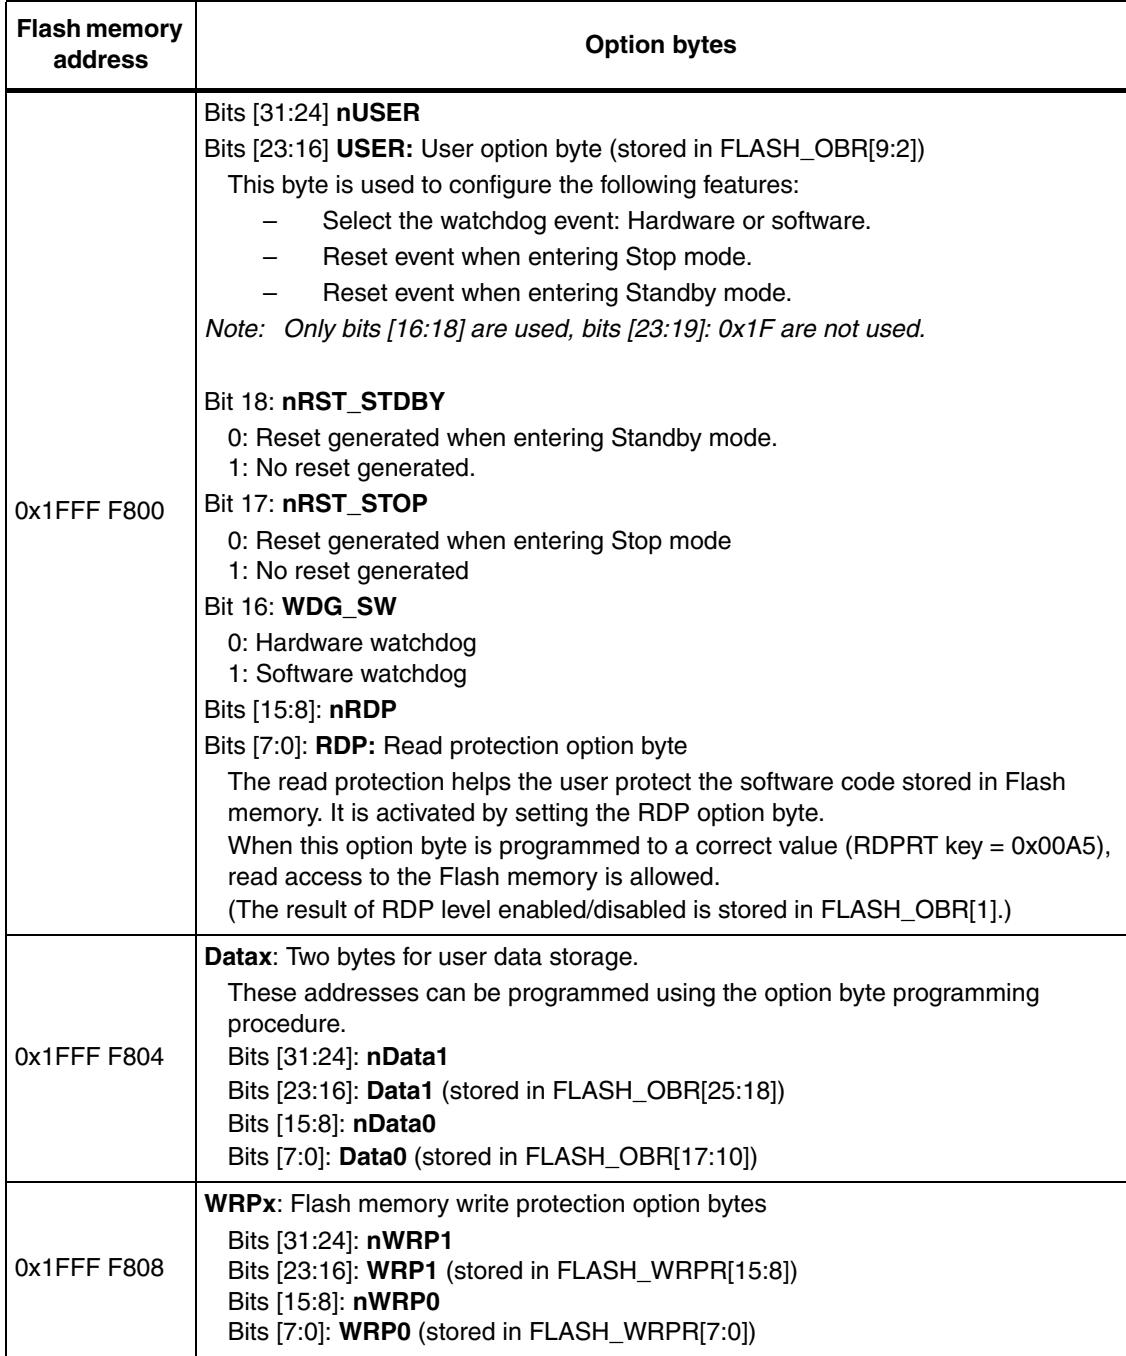 Flash memory address
Option bytes
0x1FFF F800
Bits [31:24] nUSER
Bits [23:16] USER: User option byte (stored in FLASH_OBR[9:2])
This byte is used to configure the following features:
– Select the watchdog event: Hardware or software.
– Reset event when entering Stop mode.
– Reset event when entering Standby mode.
Note: Only bits [16:18] are used, bits [23:19]: 0x1F are not used.
Bit 18: nRST_STDBY
0: Reset generated when entering Standby mode.
1: No reset generated.
Bit 17: nRST_STOP
0: Reset generated when entering Stop mode
1: No reset generated
Bit 16: WDG_SW
0: Hardware watchdog
1: Software watchdog
Bits [15:8]: nRDP
Bits [7:0]: RDP: Read protection option byte
The read protection helps the user protect the software code stored in Flash
memory. It is activated by setting the RDP option byte.
When this option byte is programmed to a correct value (RDPRT key = 0x00A5),
read access to the Flash memory is allowed.
(The result of RDP level enabled/disabled is stored in FLASH_OBR[1].)
0x1FFF F804
Datax: Two bytes for user data storage.
These addresses can be programmed using the option byte programming
procedure.
Bits [31:24]: nData1
Bits [23:16]: Data1 (stored in FLASH_OBR[25:18])
Bits [15:8]: nData0
Bits [7:0]: Data0 (stored in FLASH_OBR[17:10])
0x1FFF F808
WRPx: Flash memory write protection option bytes
Bits [31:24]: nWRP1
Bits [23:16]: WRP1 (stored in FLASH_WRPR[15:8])
Bits [15:8]: nWRP0
Bits [7:0]: WRP0 (stored in FLASH_WRPR[7:0])